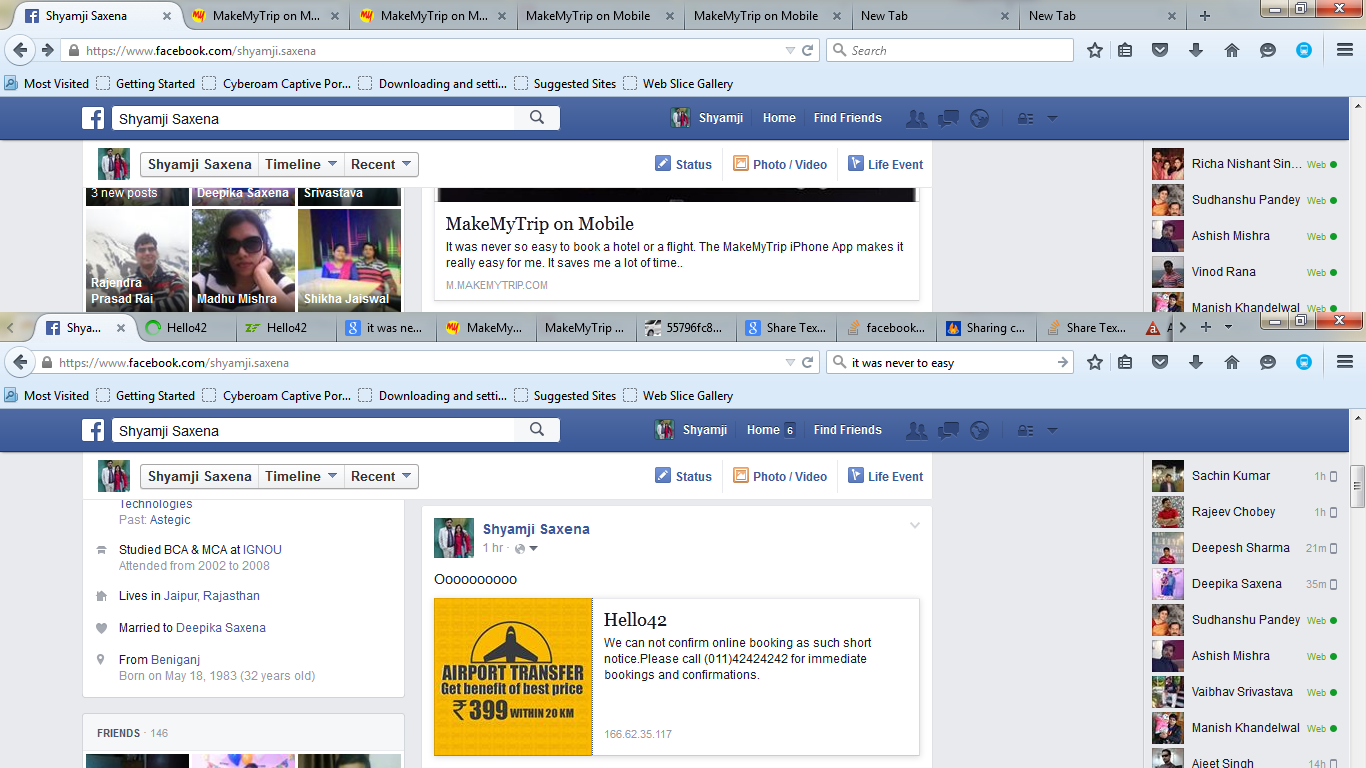 Shyamji Saxena
MakeMyTrip on M...
MakeMyTrip on M...
MakeMyTrip on Mobile
MakeMyTrip on Mobile
New Tab
New Tab
https://www.facebook.com/shyamji.saxena
Search
Most Visited
Getting Started
Cyberoam Captive Por...
Downloading and setti...
Suggested Sites
Web Slice Gallery
Shyamji Saxena
Shyamji
Home
Find Friends
Shyamji Saxena
Timeline
Recent
Status
Photo / Video
Life Event
3 new posts
Deepika Saxena
Srivastava
Rajendra
Prasad Rai
Madhu Mishra
Shikha Jaiswal
MakeMyTrip on Mobile
It was never so easy to book a hotel or a flight. The MakeMyTrip iPhone App makes it
really easy for me. It saves me a lot of time..
M.MAKEMYTRIP.COM
Richa Nishant Sin... Web
Sudhanshu Pandey Web
Ashish Mishra Web
Vinod Rana Web
Manish Khandelwal Web
Shya...
Hello42
Hello42
it was ne...
MakeMy...
MakeMyTrip ...
55796fc8...
Share Tex...
facebook...
Sharing c...
Share Tex...
https://www.facebook.com/shyamji.saxena
it was never to easy
Most Visited
Getting Started
Cyberoam Captive Por...
Downloading and setti...
Suggested Sites
Web Slice Gallery
Shyamji Saxena
Shyamji
Home 6
Find Friends
Shyamji Saxena
Timeline
Recent
Status
Photo / Video
Life Event
Technologies
Past: Astegic
Studied BCA & MCA at IGNOU
Attended from 2002 to 2008
Lives in Jaipur, Rajasthan
Married to Deepika Saxena
From Beniganj
Born on May 18, 1983 (32 years old)
FRIENDS · 146
Shyamji Saxena
1 hr ·
Oooooooooo
AIRPORT TRANSFER
Get benefit of best price
₹ 399 WITHIN 20 KM
Hello42
We can not confirm online booking as such short
notice.Please call (011)42424242 for immediate
bookings and confirmations.
166.62.35.117
Sachin Kumar 1h
Rajeev Chobey 1h
Deepesh Sharma 21m
Deepika Saxena 35m
Sudhanshu Pandey Web
Ashish Mishra Web
Vaibhav Srivastava Web
Manish Khandelwal Web
Ajeet Singh 14h